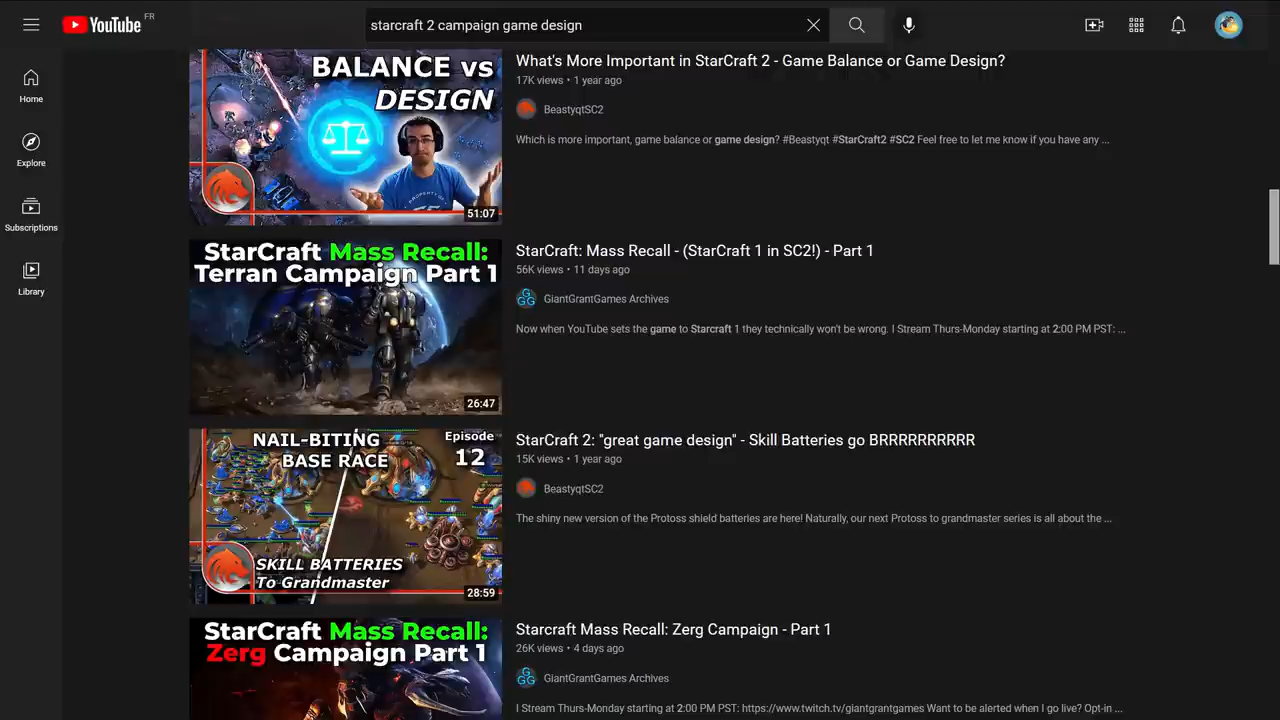 YouTube FR
starcraft 2 campaign game design
Home
Explore
Subscriptions
Library
BALANCE vs
DESIGN
PROPERTY OF
51:07
What's More Important in StarCraft 2 - Game Balance or Game Design?
17K views • 1 year ago
BeastyqtSC2
Which is more important, game balance or game design? #Beastyqt #StarCraft2 #SC2 Feel free to let me know if you have any ...
StarCraft Mass Recall:
Terran Campaign Part 1
26:47
StarCraft: Mass Recall - (StarCraft 1 in SC2!) - Part 1
56K views • 11 days ago
GGG
GiantGrantGames Archives
Now when YouTube sets the game to Starcraft 1 they technically won't be wrong. I Stream Thurs-Monday starting at 2:00 PM PST: ...
NAIL-BITING
BASE RACE
Episode
12
SKILL BATTERIES
To Grandmaster
28:59
StarCraft 2: "great game design" - Skill Batteries go BRRRRRRRRRR
15K views • 1 year ago
BeastyqtSC2
The shiny new version of the Protoss shield batteries are here! Naturally, our next Protoss to grandmaster series is all about the ...
StarCraft Mass Recall:
Zerg Campaign Part 1
Starcraft Mass Recall: Zerg Campaign - Part 1
26K views • 4 days ago
GGG
GiantGrantGames Archives
I Stream Thurs-Monday starting at 2:00 PM PST: https://www.twitch.tv/giantgrantgames Want to be alerted when I go live? Opt-in ...